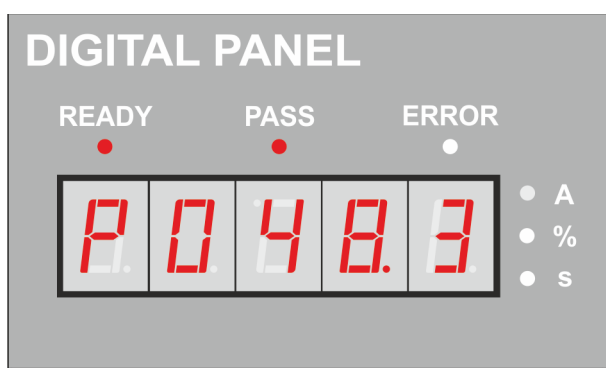 DIGITAL PANEL
READY PASS ERROR
P048.3
A
%
s